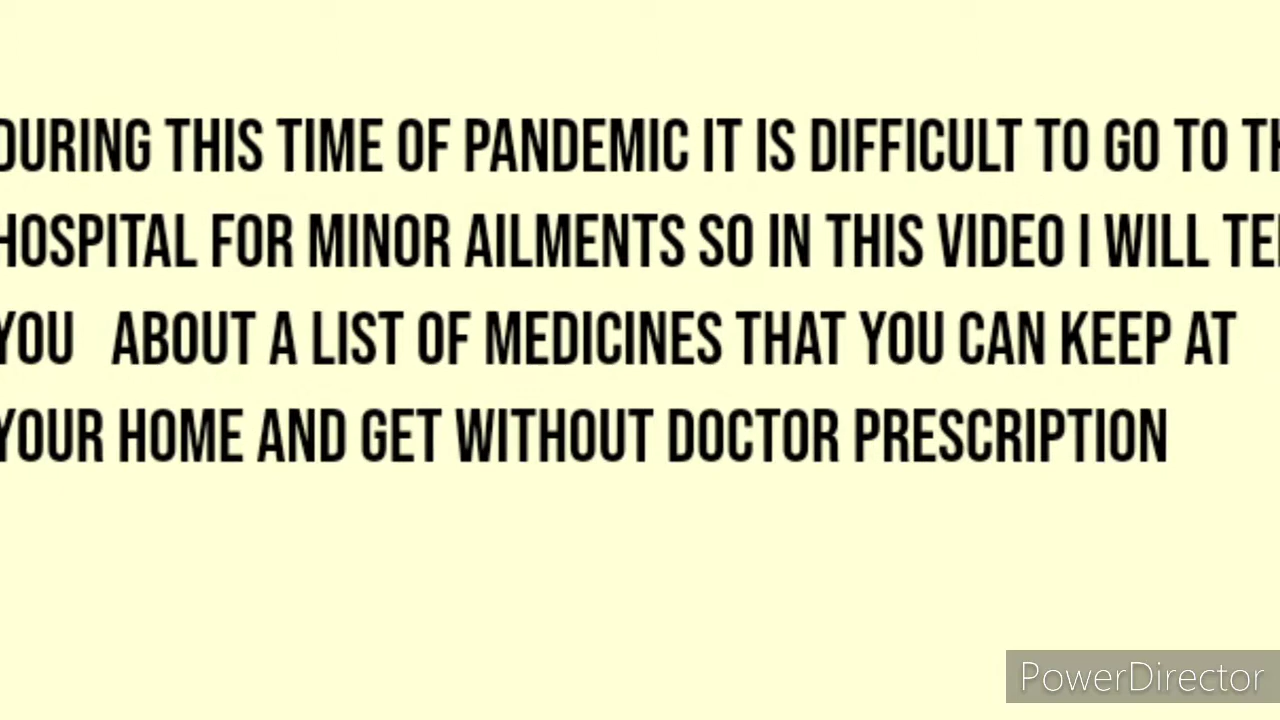 DURING THIS TIME OF PANDEMIC IT IS DIFFICULT TO GO TO TH
HOSPITAL FOR MINOR AILMENTS SO IN THIS VIDEO I WILL TEL
YOU ABOUT A LIST OF MEDICINES THAT YOU CAN KEEP AT
YOUR HOME AND GET WITHOUT DOCTOR PRESCRIPTION
PowerDirector